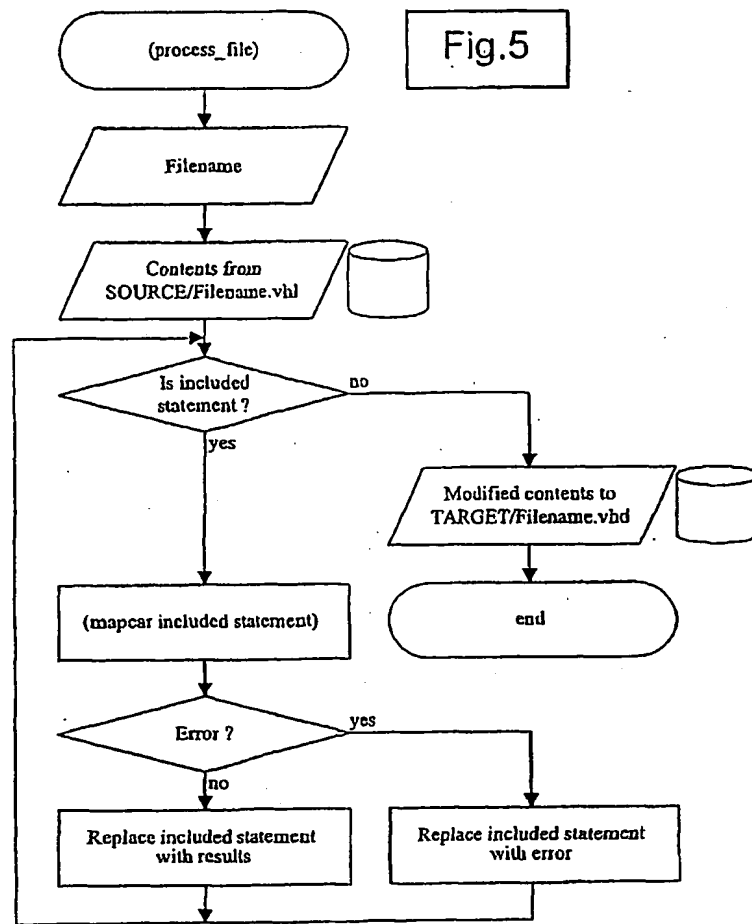 (process_file)
Fig.5
Filename
Contents from
SOURCE/Filename.vhl
Is included
statement ?
no
yes
Modified contents to
TARGET/Filename.vhd
(mapcar included statement)
end
Error ?
yes
no
Replace included statement
with results
Replace included statement
with error